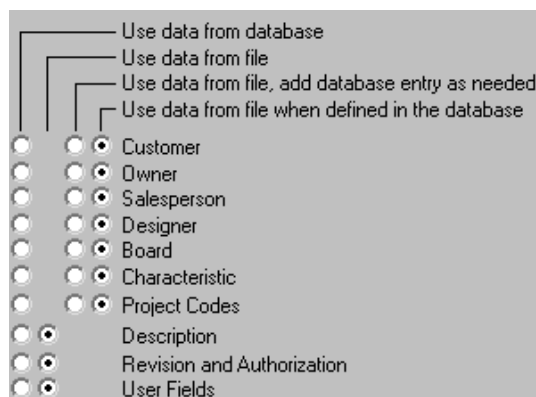 Use data from database
Use data from file
Use data from file, add database entry as needed
Use data from file when defined in the database
Customer
Owner
Salesperson
Designer
Board
Characteristic
Project Codes
Description
Revision and Authorization
User Fields